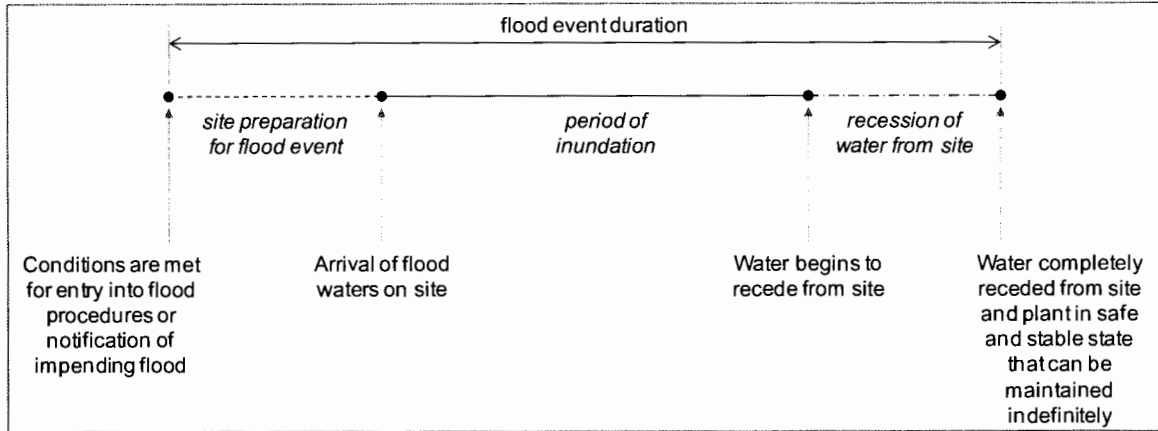 flood event duration
site preparation
for flood event
period of
inundation
recession of
water from site
Conditions are met
for entry into flood
procedures or
notification of
impending flood
Arrival of flood
waters on site
Water begins to
recede from site
Water completely
receded from site
and plant in safe
and stable state
that can be
maintained
indefinitely